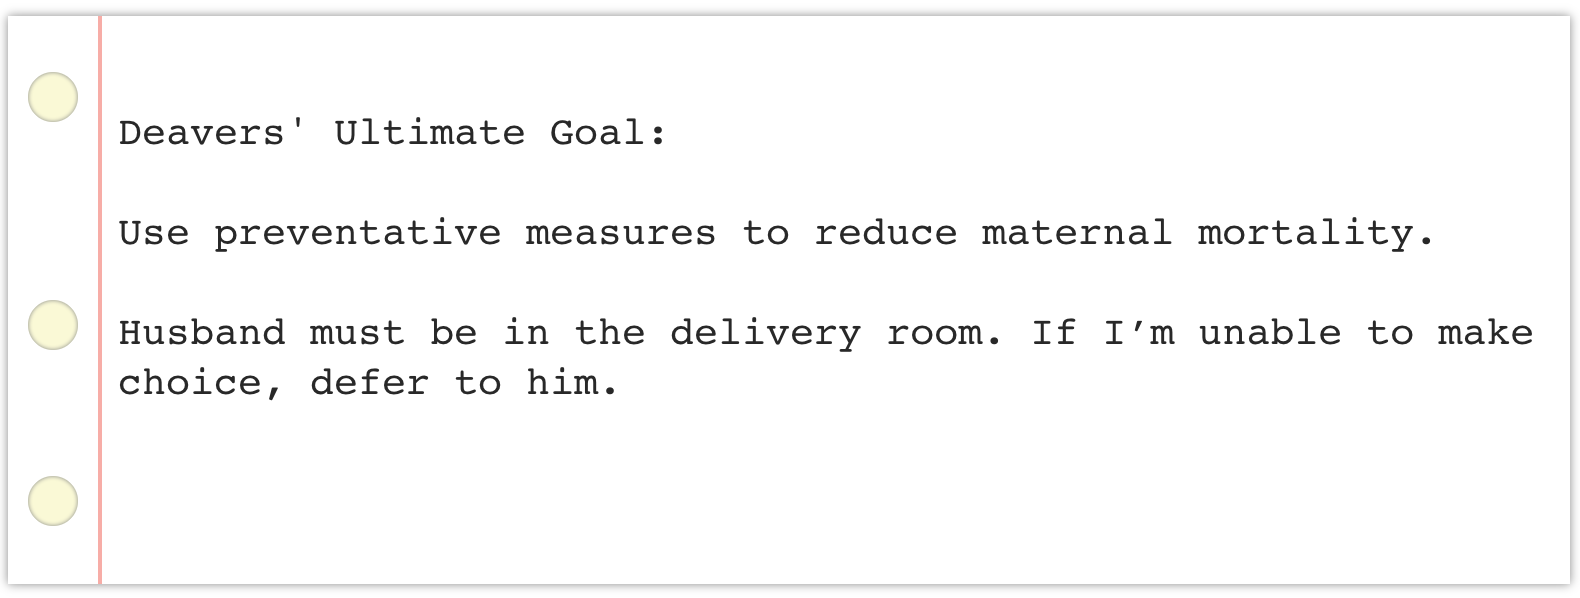 Deavers' Ultimate Goal:
Use preventative measures to reduce maternal mortality.
Husband must be in the delivery room. If I’m unable to make
choice, defer to him.